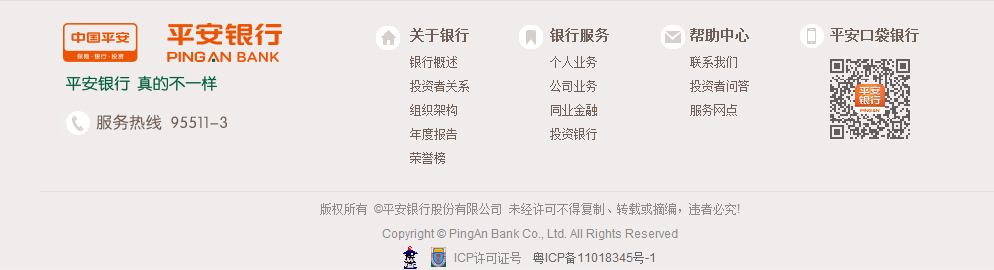 中国平安
保险·银行·投资
平安银行
PINGAN BANK
平安银行 真的不一样
服务热线 95511-3
关于银行
银行概述
投资者关系
组织架构
年度报告
荣誉榜
银行服务
个人业务
公司业务
同业金融
投资银行
帮助中心
联系我们
投资者问答
服务网点
平安口袋银行
平安
银行
版权所有 ©平安银行股份有限公司 未经许可不得复制、转载或摘编，违者必究!
Copyright © PingAn Bank Co., Ltd. All Rights Reserved
ICP许可证号 粤ICP备11018345号-1